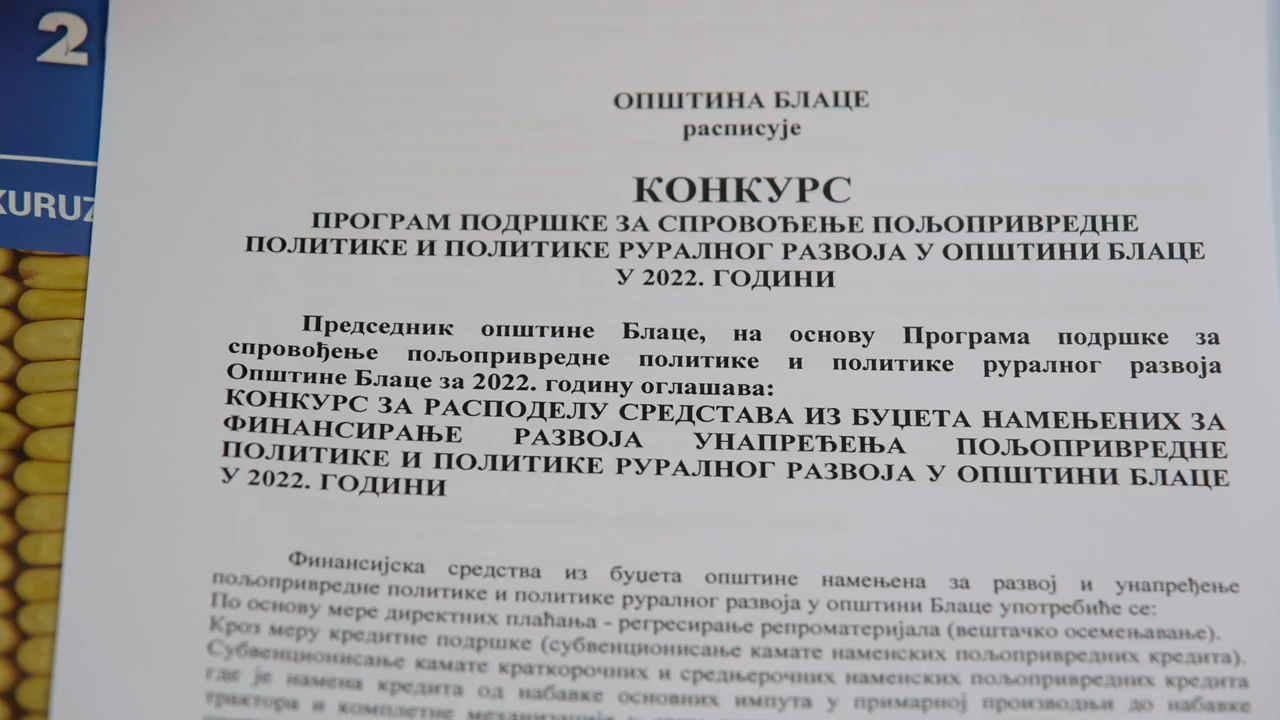 2
KURUZ
ОПШТИНА БЛАЦЕ
расписује
КОНКУРС
ПРОГРАМ ПОДРШКЕ ЗА СПРОВОЂЕЊЕ ПОЉОПРИВРЕДНЕ
ПОЛИТИКЕ И ПОЛИТИКЕ РУРАЛНОГ РАЗВОЈА У ОПШТИНИ БЛАЦЕ
У 2022. ГОДИНИ
Председник општине Блаце, на основу Програма подршке за
спровођење пољопривредне политике и политике руралног развоја
Општине Блаце за 2022. годину оглашава:
КОНКУРС ЗА РАСПОДЕЛУ СРЕДСТАВА ИЗ БУЏЕТА НАМЕЊЕНИХ ЗА
ФИНАНСИРАЊЕ РАЗВОЈА УНАПРЕЂЕЊА ПОЉОПРИВРЕДНЕ
ПОЛИТИКЕ И ПОЛИТИКЕ РУРАЛНОГ РАЗВОЈА У ОПШТИНИ БЛАЦЕ
У 2022. ГОДИНИ
Финансијска средства из буџета општине намењена за развој и унапређење
пољопривредне политике и политике руралног развоја у општини Блаце употребиће се:
По основу мере директних плаћања - регресирање репроматеријала (вештачко осемењавање).
Кроз меру кредитне подршке (субвенционисање камате наменских пољопривредних кредита).
Субвенционисање камате краткорочних и средњерочних наменских пољопривредних кредита
где је намена кредита од набавке основних импута у примарној производњи до набавке
трактора и комплетне механизације у